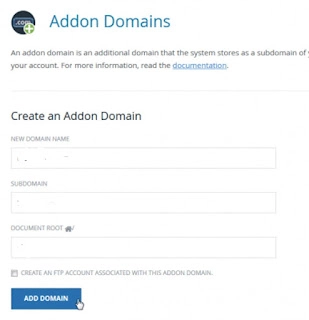 .com
Addon Domains
An addon domain is an additional domain that the system stores as a subdomain of
your account. For more information, read the documentation.
Create an Addon Domain
NEW DOMAIN NAME
SUBDOMAIN
DOCUMENT ROOT /
CREATE AN FTP ACCOUNT ASSOCIATED WITH THIS ADDON DOMAIN.
ADD DOMAIN